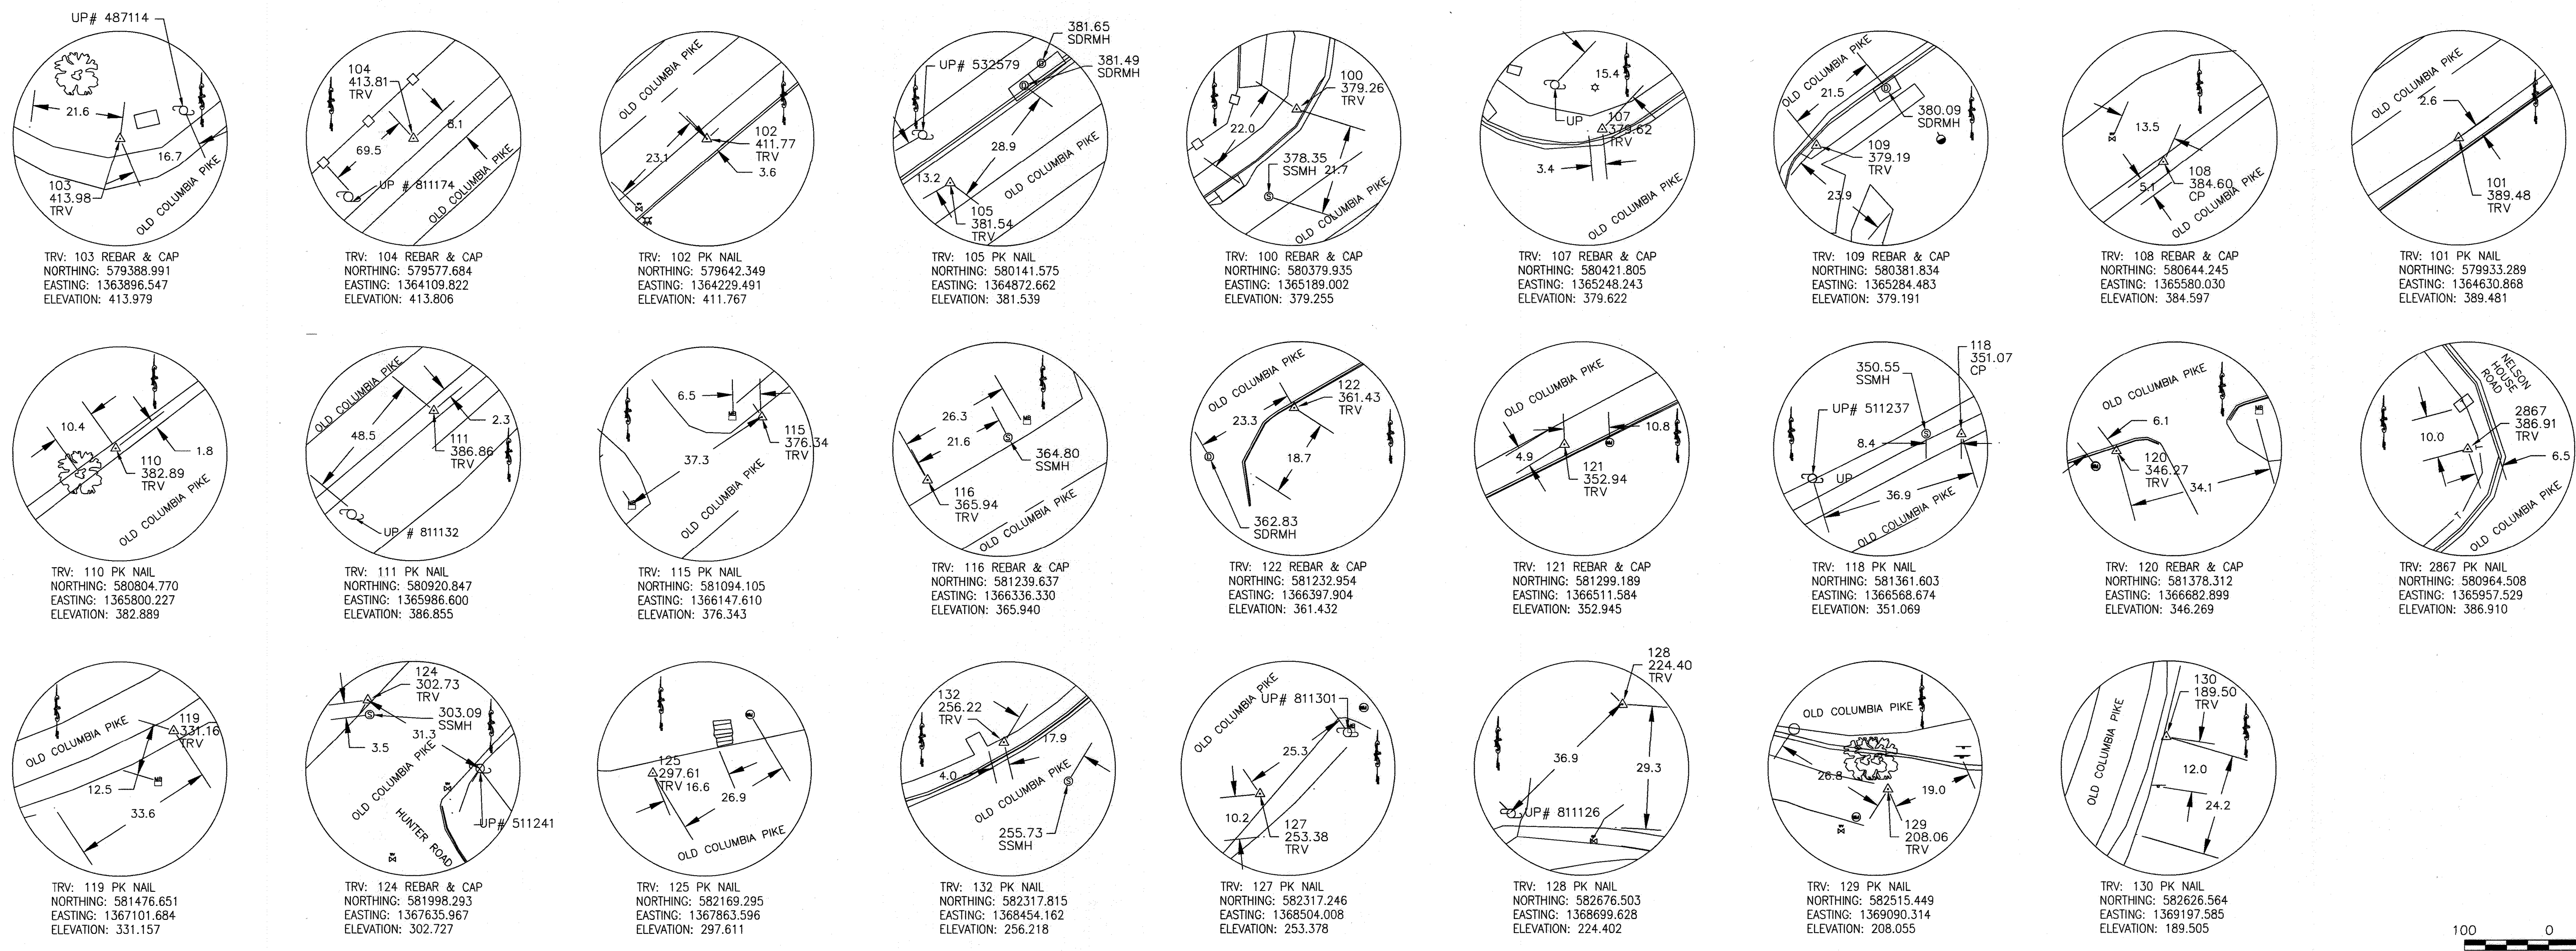 UP# 487114
21.6
16.7
103
413.98
TRV
OLD COLUMBIA PIKE
TRV: 103 REBAR & CAP
NORTHING: 579388.991
EASTING: 1363896.547
ELEVATION: 413.979
104
413.81
TRV
8.1
69.5
UP # 811174
OLD COLUMBIA PIKE
TRV: 104 REBAR & CAP
NORTHING: 579577.684
EASTING: 1364109.822
ELEVATION: 413.806
OLD COLUMBIA PIKE
102
411.77
TRV
23.1
3.6
TRV: 102 PK NAIL
NORTHING: 579642.349
EASTING: 1364229.491
ELEVATION: 411.767
381.65
SDRMH
381.49
SDRMH
UP# 532579
28.9
13.2
OLD COLUMBIA PIKE
105
381.54
TRV
TRV: 105 PK NAIL
NORTHING: 580141.575
EASTING: 1364872.662
ELEVATION: 381.539
100
379.26
TRV
22.0
378.35
SSMH
21.7
OLD COLUMBIA PIKE
TRV: 100 REBAR & CAP
NORTHING: 580379.935
EASTING: 1365189.002
ELEVATION: 379.255
15.4
UP
107
379.62
TRV
3.4
OLD COLUMBIA PIKE
TRV: 107 REBAR & CAP
NORTHING: 580421.805
EASTING: 1365248.243
ELEVATION: 379.622
OLD COLUMBIA PIKE
21.5
380.09
SDRMH
109
379.19
TRV
23.9
TRV: 109 REBAR & CAP
NORTHING: 580381.834
EASTING: 1365284.483
ELEVATION: 379.191
13.5
108
384.60
CP
5.1
OLD COLUMBIA PIKE
TRV: 108 REBAR & CAP
NORTHING: 580644.245
EASTING: 1365580.030
ELEVATION: 384.597
OLD COLUMBIA PIKE
2.6
101
389.48
TRV
TRV: 101 PK NAIL
NORTHING: 579933.289
EASTING: 1364630.868
ELEVATION: 389.481
10.4
1.8
110
382.89
TRV
OLD COLUMBIA PIKE
TRV: 110 PK NAIL
NORTHING: 580804.770
EASTING: 1365800.227
ELEVATION: 382.889
OLD COLUMBIA PIKE
2.3
48.5
111
386.86
TRV
UP # 811132
TRV: 111 PK NAIL
NORTHING: 580920.847
EASTING: 1365986.600
ELEVATION: 386.855
6.5
115
376.34
TRV
37.3
OLD COLUMBIA PIKE
TRV: 115 PK NAIL
NORTHING: 581094.105
EASTING: 1366147.610
ELEVATION: 376.343
26.3
21.6
364.80
SSMH
116
365.94
TRV
OLD COLUMBIA PIKE
TRV: 116 REBAR & CAP
NORTHING: 581239.637
EASTING: 1366336.330
ELEVATION: 365.940
OLD COLUMBIA PIKE
122
361.43
TRV
23.3
18.7
362.83
SDRMH
TRV: 122 REBAR & CAP
NORTHING: 581232.954
EASTING: 1366397.904
ELEVATION: 361.432
OLD COLUMBIA PIKE
10.8
4.9
121
352.94
TRV
TRV: 121 REBAR & CAP
NORTHING: 581299.189
EASTING: 1366511.584
ELEVATION: 352.945
118
351.07
CP
350.55
SSMH
UP# 511237
8.4
UP
36.9
OLD COLUMBIA PIKE
TRV: 118 PK NAIL
NORTHING: 581361.603
EASTING: 1366568.674
ELEVATION: 351.069
OLD COLUMBIA PIKE
6.1
120
346.27
TRV
34.1
TRV: 120 REBAR & CAP
NORTHING: 581378.312
EASTING: 1366682.899
ELEVATION: 346.269
NELSON
HOUSE
ROAD
2867
386.91
TRV
10.0
6.5
T
T
OLD COLUMBIA PIKE
TRV: 2867 PK NAIL
NORTHING: 580964.508
EASTING: 1365957.529
ELEVATION: 386.910
OLD COLUMBIA PIKE
119
331.16
TRV
12.5
33.6
TRV: 119 PK NAIL
NORTHING: 581476.651
EASTING: 1367101.684
ELEVATION: 331.157
124
302.73
TRV
303.09
SSMH
3.5
31.3
OLD COLUMBIA PIKE
HUNTER ROAD
UP# 511241
TRV: 124 REBAR & CAP
NORTHING: 581998.293
EASTING: 1367635.967
ELEVATION: 302.727
125
297.61
TRV
16.6
26.9
OLD COLUMBIA PIKE
TRV: 125 PK NAIL
NORTHING: 582169.295
EASTING: 1367863.596
ELEVATION: 297.611
132
256.22
TRV
17.9
4.0
OLD COLUMBIA PIKE
255.73
SSMH
TRV: 132 PK NAIL
NORTHING: 582317.815
EASTING: 1368454.162
ELEVATION: 256.218
OLD COLUMBIA PIKE
UP# 811301
25.3
10.2
127
253.38
TRV
TRV: 127 PK NAIL
NORTHING: 582317.246
EASTING: 1368504.008
ELEVATION: 253.378
128
224.40
TRV
36.9
29.3
UP# 811126
TRV: 128 PK NAIL
NORTHING: 582676.503
EASTING: 1368699.628
ELEVATION: 224.402
OLD COLUMBIA PIKE
26.8
19.0
129
208.06
TRV
TRV: 129 PK NAIL
NORTHING: 582515.449
EASTING: 1369090.314
ELEVATION: 208.055
130
189.50
TRV
OLD COLUMBIA PIKE
12.0
24.2
TRV: 130 PK NAIL
NORTHING: 582626.564
EASTING: 1369197.585
ELEVATION: 189.505
100 0